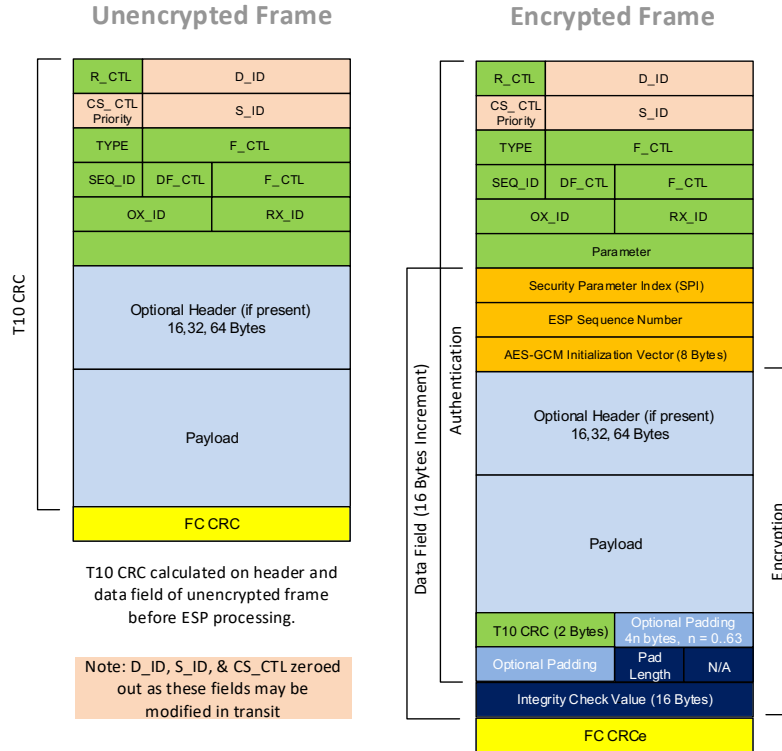 Unencrypted Frame
R_CTL
D_ID
CS_ CTL
Priority
S_ID
TYPE
F_CTL
SEQ_ID
DF_CTL
F_CTL
OX_ID
RX_ID
Optional Header (if present)
16,32, 64 Bytes
Payload
FC CRC
T10 CRC
T10 CRC calculated on header and
data field of unencrypted frame
before ESP processing.
Note: D_ID, S_ID, & CS_CTL zeroed
out as these fields may be
modified in transit
Encrypted Frame
R_CTL
D_ID
CS_ CTL
Priority
S_ID
TYPE
F_CTL
SEQ_ID
DF_CTL
F_CTL
OX_ID
RX_ID
Parameter
Security Parameter Index (SPI)
ESP Sequence Number
AES-GCM Initialization Vector (8 Bytes)
Optional Header (if present)
16,32, 64 Bytes
Payload
T10 CRC (2 Bytes)
Optional Padding
4n bytes, n = 0..63
Optional Padding
Pad
Length
N/A
Integrity Check Value (16 Bytes)
FC CRCe
Data Field (16 Bytes Increment)
Authentication
Encryption